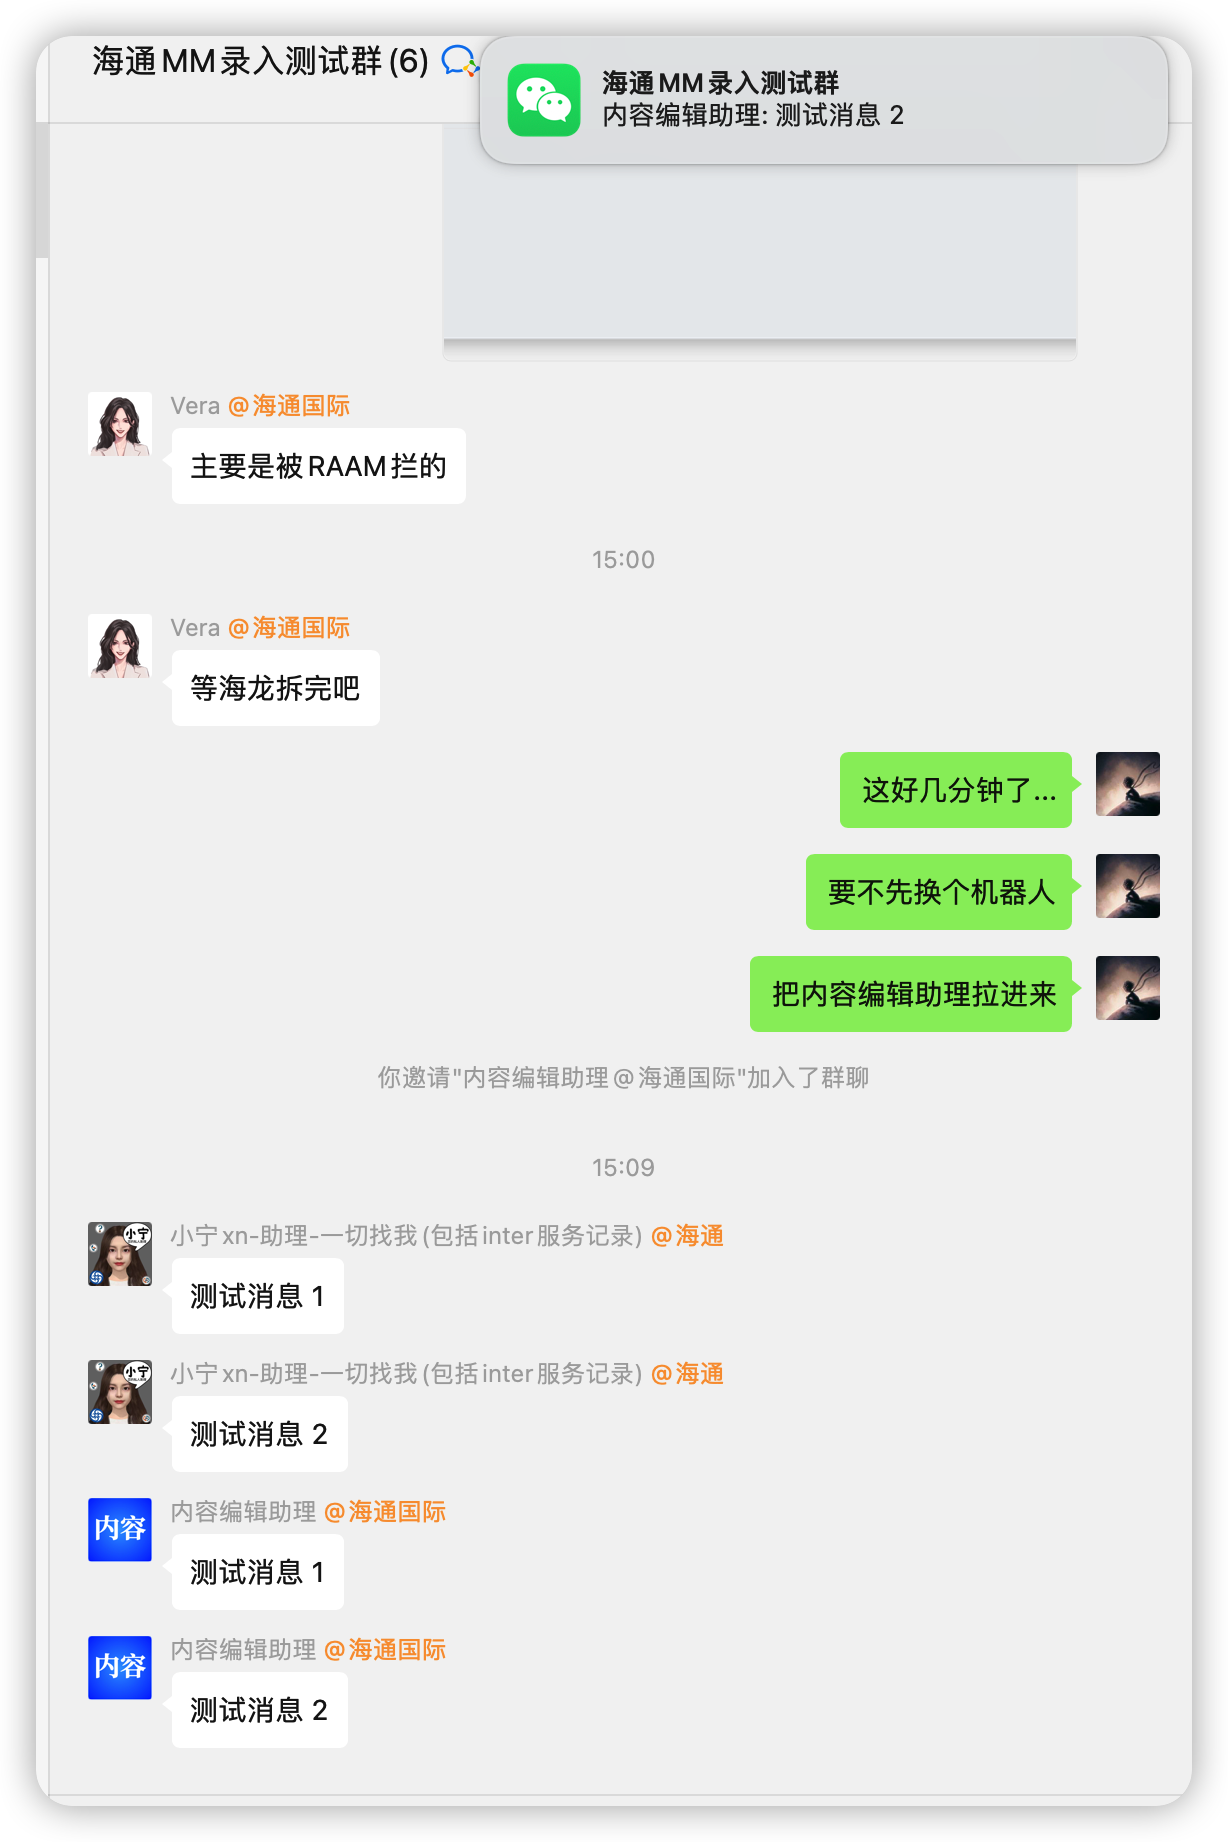 海通MM录入测试群(6)
海通MM录入测试群
内容编辑助理: 测试消息 2
Vera @海通国际
主要是被RAAM拦的
15:00
Vera @海通国际
等海龙拆完吧
这好几分钟了...
要不先换个机器人
把内容编辑助理拉进来
你邀请"内容编辑助理@海通国际"加入了群聊
15:09
小宁
小宁xn-助理-一切找我(包括inter服务记录) @海通
测试消息 1
小宁
小宁xn-助理-一切找我(包括inter服务记录) @海通
测试消息 2
内容
内容编辑助理 @海通国际
测试消息 1
内容
内容编辑助理 @海通国际
测试消息 2